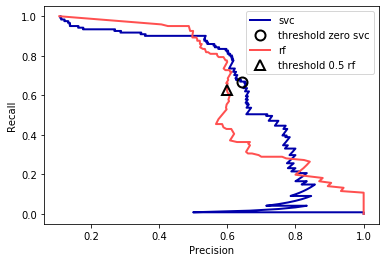 svc
threshold zero svc
rf
threshold 0.5 rf
Recall
1.0
0.8
0.6
0.4
0.2
0.0
0.2 0.4 0.6 0.8 1.0
Precision